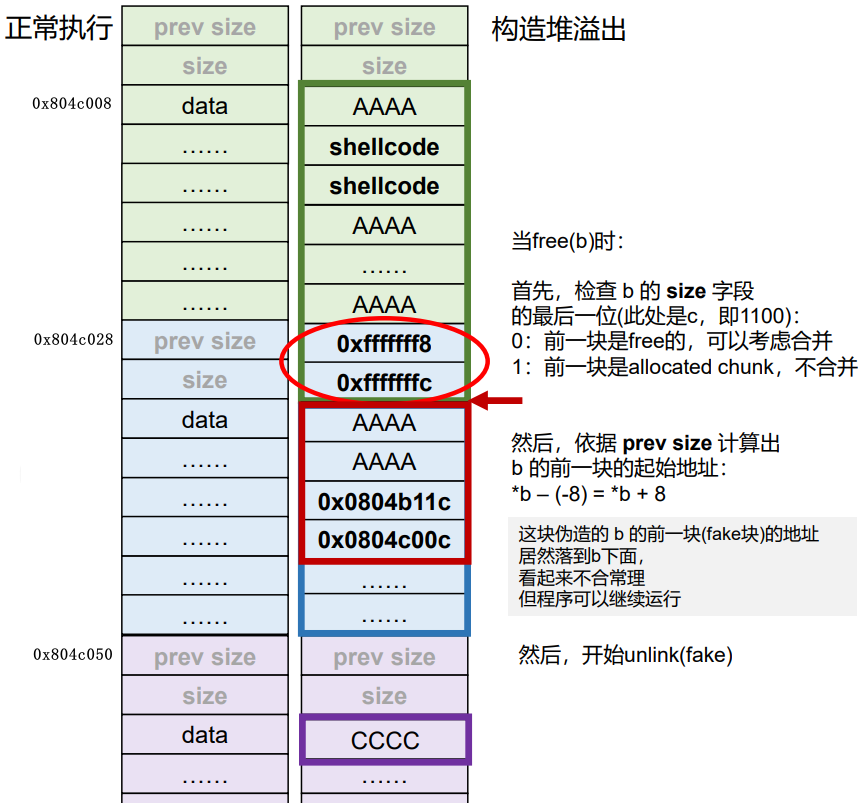 正常执行
构造堆溢出
prev size
prev size
size
size
0x804c008
data
AAAA
......
shellcode
......
shellcode
......
AAAA
......
......
......
AAAA
0x804c028
prev size
0xfffffff8
size
0xfffffffc
data
AAAA
......
AAAA
......
0x0804b11c
......
0x0804c00c
......
......
......
......
0x804c050
prev size
prev size
size
size
data
CCCC
......
......
当free(b)时：
首先，检查 b 的 size 字段
的最后一位(此处是c，即1100)：
0：前一块是free的，可以考虑合并
1：前一块是allocated chunk，不合并
然后，依据 prev size 计算出
b 的前一块的起始地址：
*b – (-8) = *b + 8
这块伪造的 b 的前一块(fake块)的地址
居然落到b下面，
看起来不合常理
但程序可以继续运行
然后，开始unlink(fake)